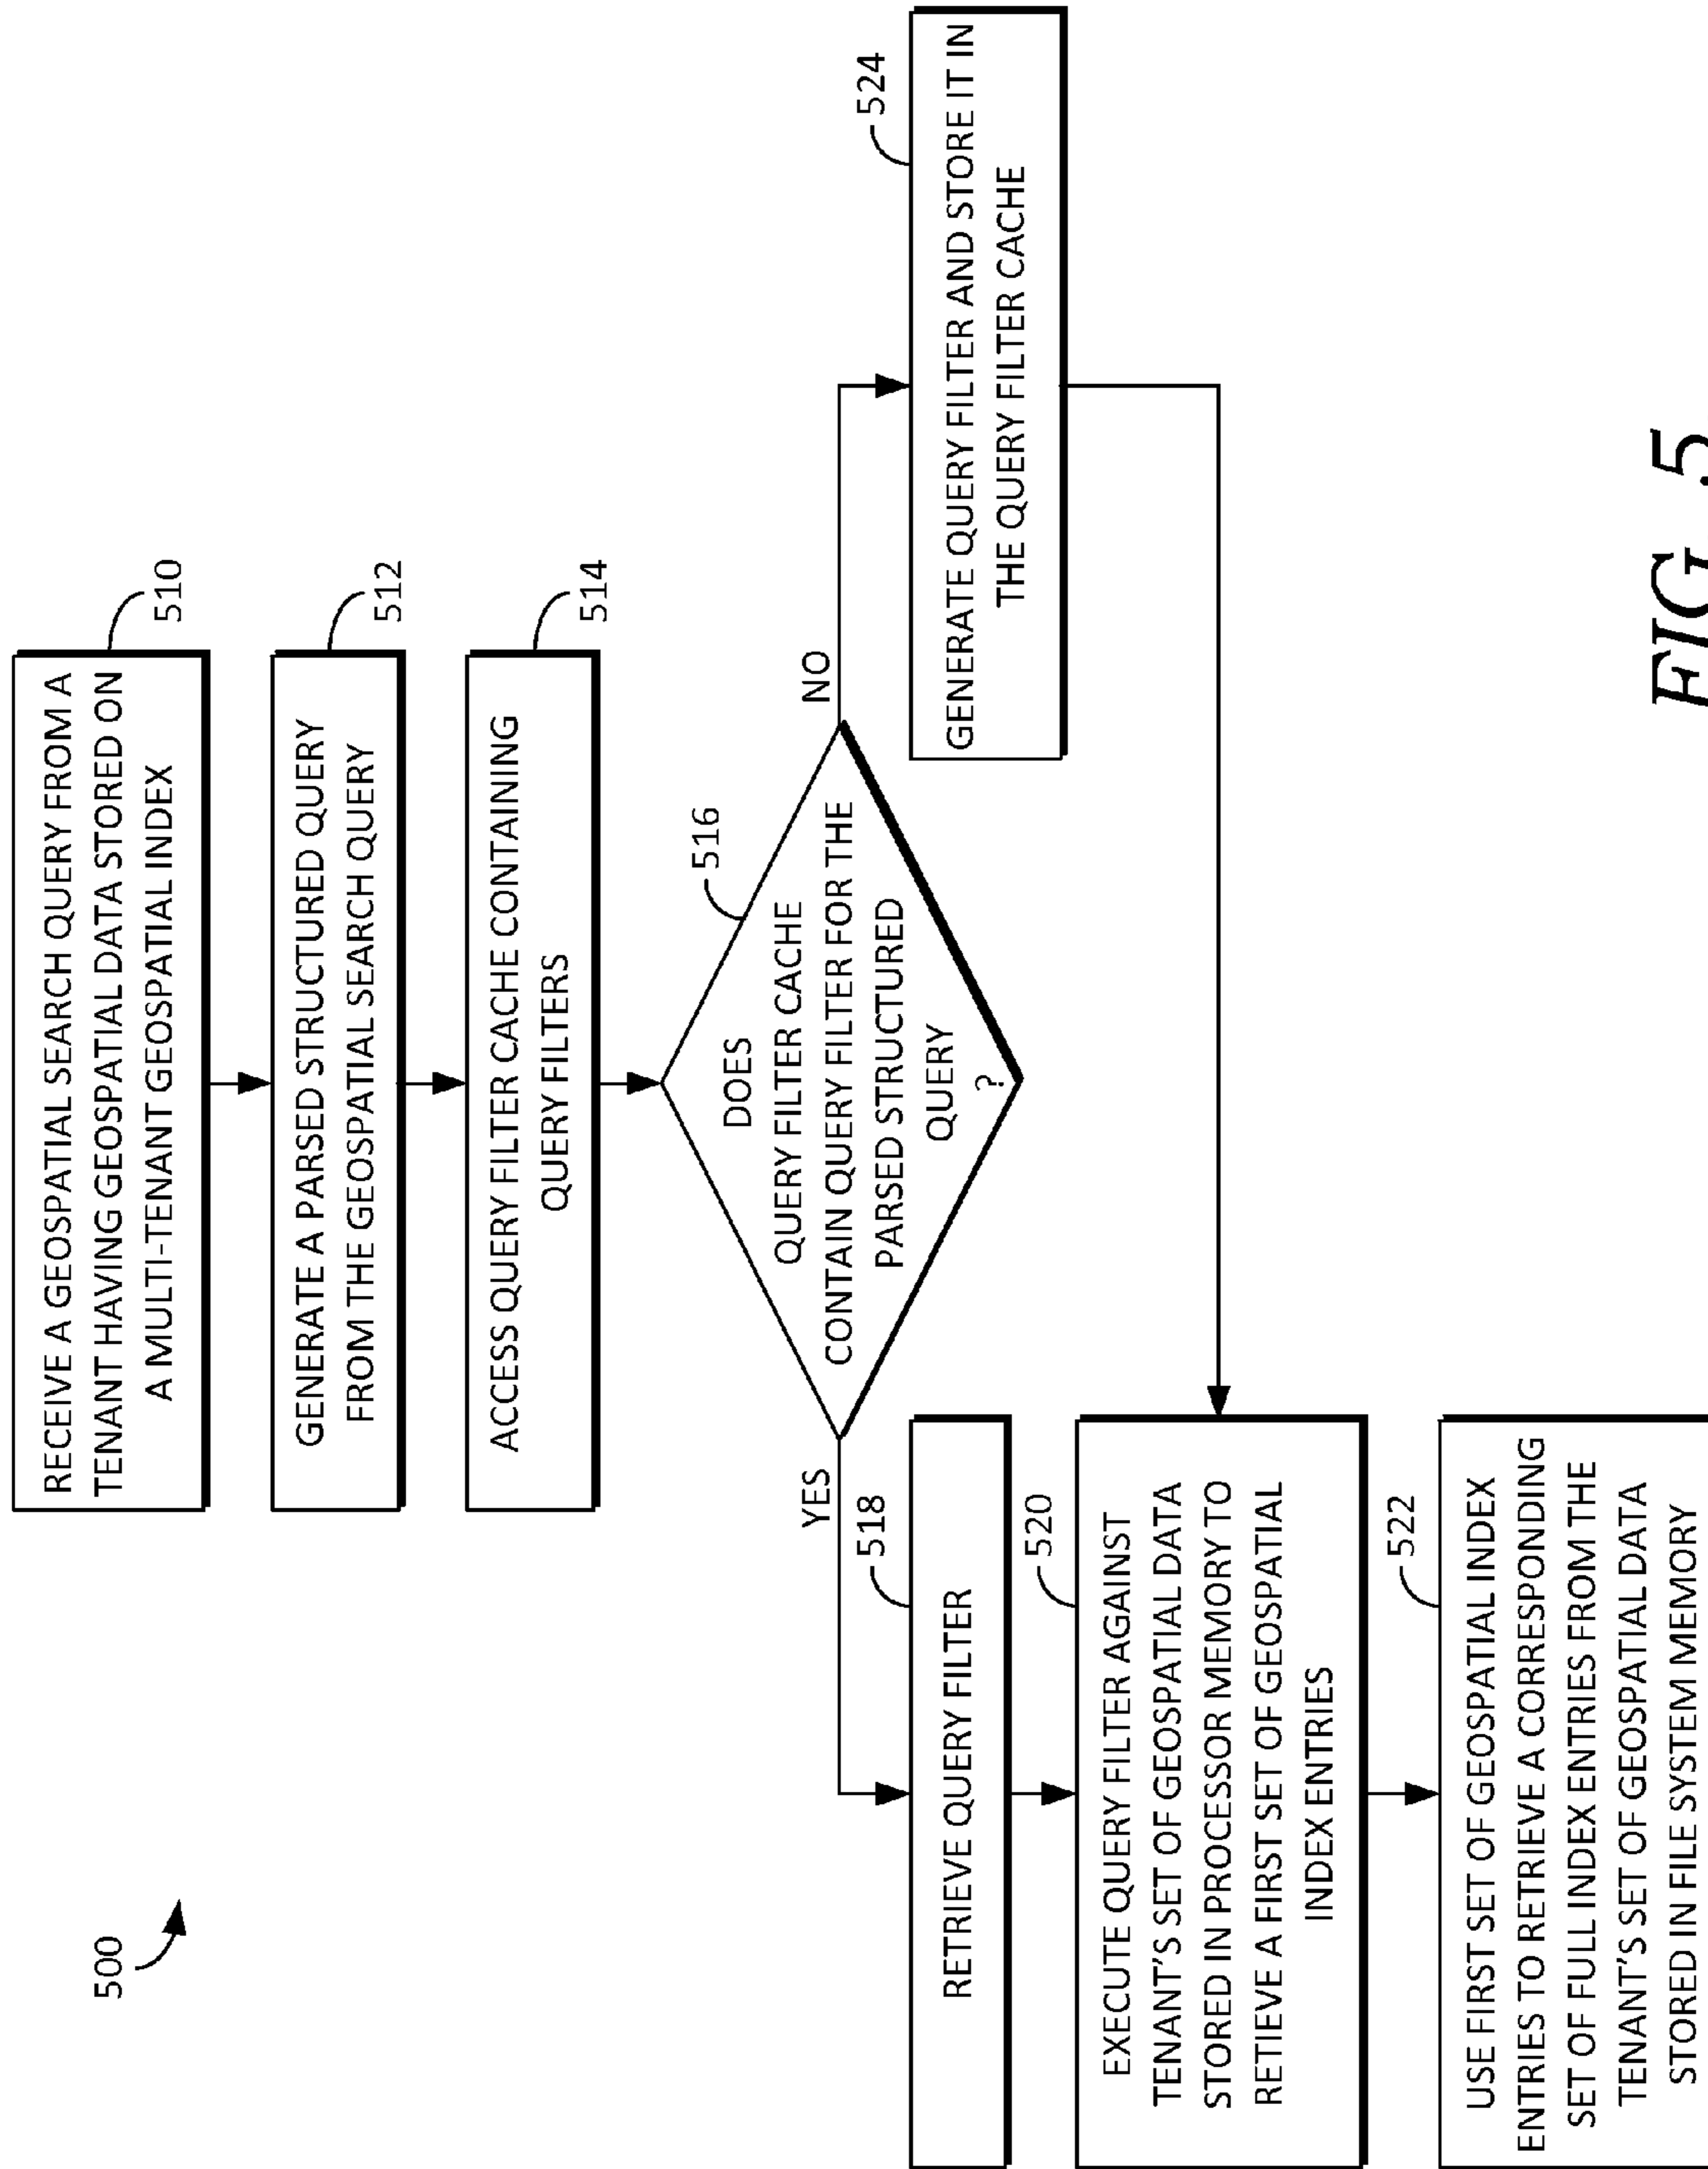 500
RECEIVE A GEOSPATIAL SEARCH QUERY FROM A
TENANT HAVING GEOSPATIAL DATA STORED ON
A MULTI-TENANT GEOSPATIAL INDEX
510
GENERATE A PARSED STRUCTURED QUERY
FROM THE GEOSPATIAL SEARCH QUERY
512
ACCESS QUERY FILTER CACHE CONTAINING
QUERY FILTERS
514
516
DOES
QUERY FILTER CACHE
CONTAIN QUERY FILTER FOR THE
PARSED STRUCTURED
QUERY
?
YES
NO
518
RETRIEVE QUERY FILTER
524
GENERATE QUERY FILTER AND STORE IT IN
THE QUERY FILTER CACHE
520
EXECUTE QUERY FILTER AGAINST
TENANT'S SET OF GEOSPATIAL DATA
STORED IN PROCESSOR MEMORY TO
RETIEVE A FIRST SET OF GEOSPATIAL
INDEX ENTRIES
522
USE FIRST SET OF GEOSPATIAL INDEX
ENTRIES TO RETRIEVE A CORRESPONDING
SET OF FULL INDEX ENTRIES FROM THE
TENANT'S SET OF GEOSPATIAL DATA
STORED IN FILE SYSTEM MEMORY
FIG. 5